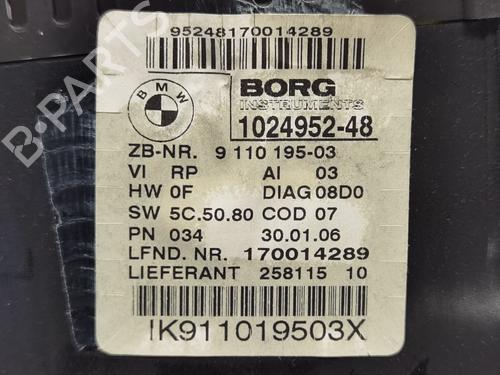 95248170014289
BMW
BORG
INSTRUMENTS
1024952-48
ZB-NR. 9 110 195-03
VI RP AI 03
HW 0F DIAG 08D0
SW 5C.50.80 COD 07
PN 034 30.01.06
LFND. NR. 170014289
LIEFERANT 258115 10
IK911019503X
B-PARTS